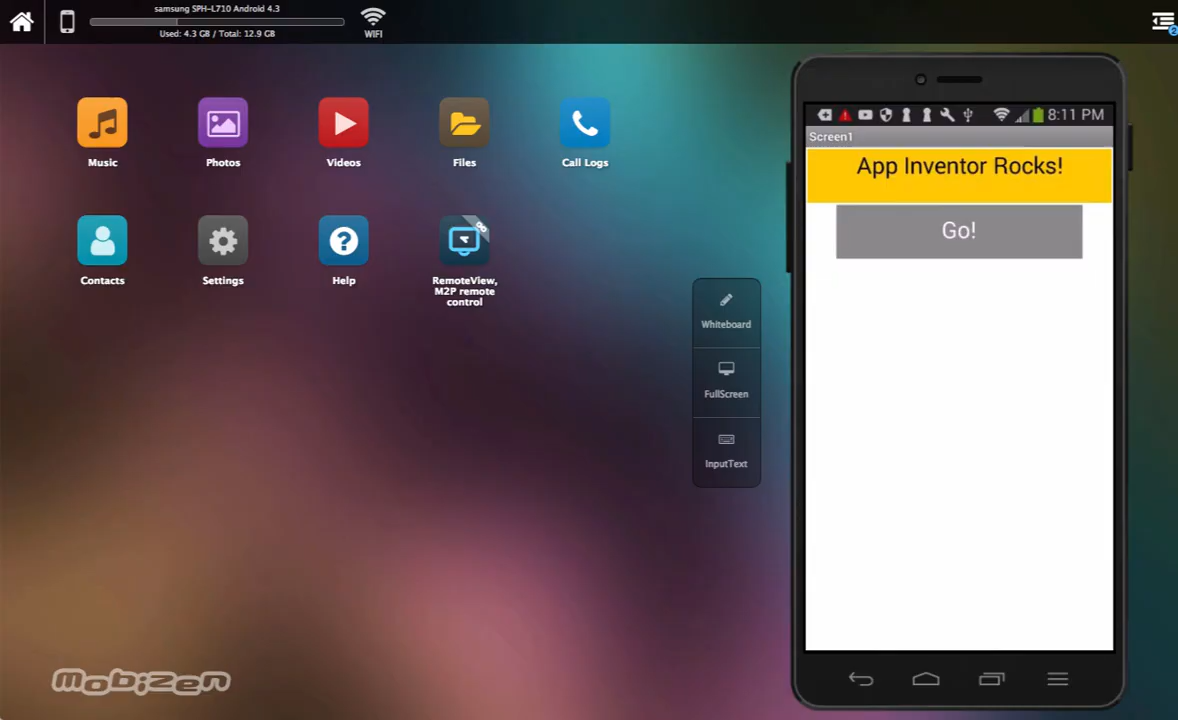 samsung SPH-L710 Android 4.3
Used: 4.3 GB / Total: 12.9 GB
WIFI
2
Music
Photos
Videos
Files
Call Logs
Contacts
Settings
Help
RemoteView,
M2P remote
control
Whiteboard
FullScreen
InputText
8:11 PM
Screen1
App Inventor Rocks!
Go!
mobizen